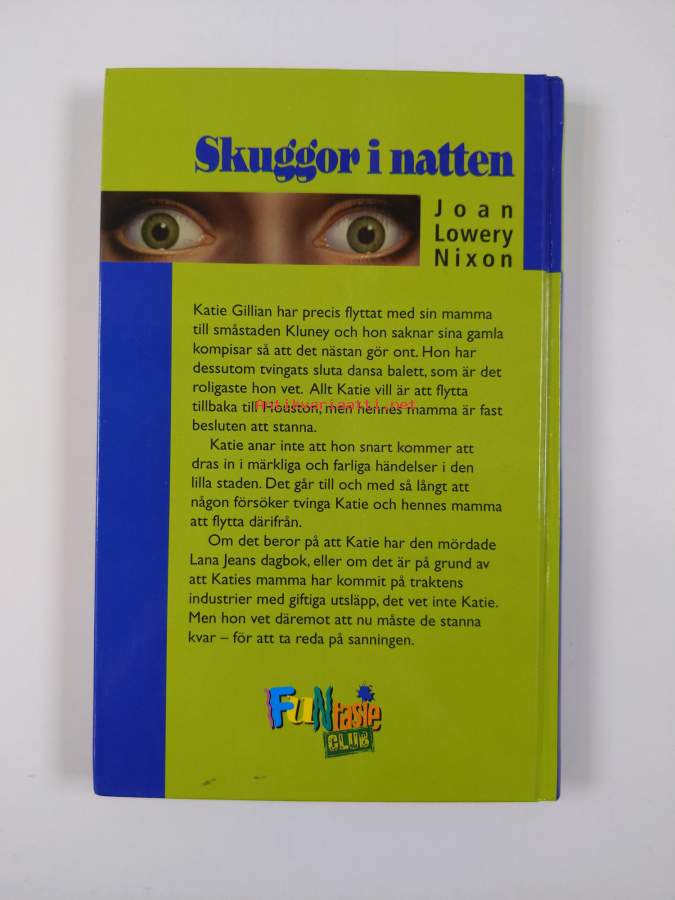 Skuggor i natten
Joan
Lowery
Nixon
Katie Gillian har precis flyttat med sin mamma
till småstaden Kluney och hon saknar sina gamla
kompisar så att det nästan gör ont. Hon har
dessutom tvingats sluta dansa balett, som är det
roligaste hon vet. Allt Katie vill är att flytta
tillbaka till Houston, men hennes mamma är fast
Antikvariaatti.net
besluten att stanna.
Katie anar inte att hon snart kommer att
dras in i märkliga och farliga händelser i den
lilla staden. Det går till och med så långt att
någon försöker tvinga Katie och hennes mamma
att flytta därifrån.
Om det beror på att Katie har den mördade
Lana Jeans dagbok, eller om det är på grund av
att Katies mamma har kommit på traktens
industrier med giftiga utsläpp, det vet inte Katie.
Men hon vet däremot att nu måste de stanna
kvar – för att ta reda på sanningen.
FuNtasie
CLUB